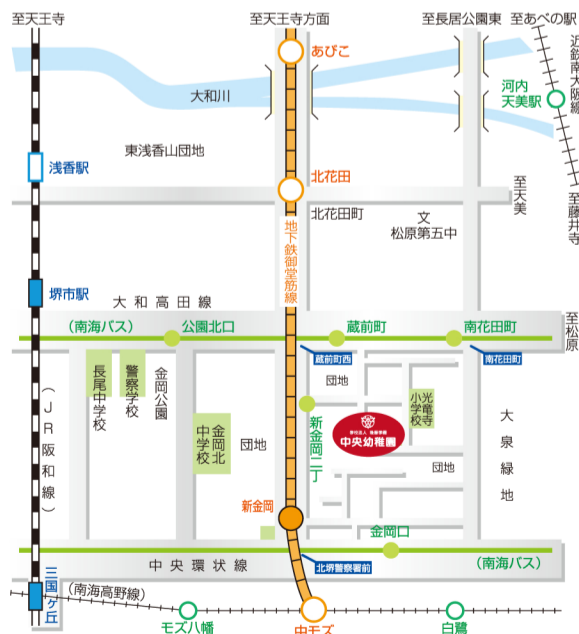 至天王寺
至天王寺方面
至長居公園東
至あべの駅
あびこ
近鉄南大阪線
河内
天美駅
大和川
東浅香山団地
浅香駅
北花田
至天美
至藤井寺
北花田町
文
松原第五中
地下鉄御堂筋線
堺市駅
大和高田線
至松原
(南海バス)
公園北口
蔵前町
南花田町
蔵前町西
南花田町
長尾中学校
警察学校
金岡公園
団地
光竜寺
小学校
中央幼稚園
大泉緑地
(JR阪和線)
金岡北
中学校
団地
新金岡二丁
団地
新金岡
金岡口
中央環状線
北堺警察署前
(南海バス)
三国ヶ丘
(南海高野線)
モズ八幡
中モズ
白鷺